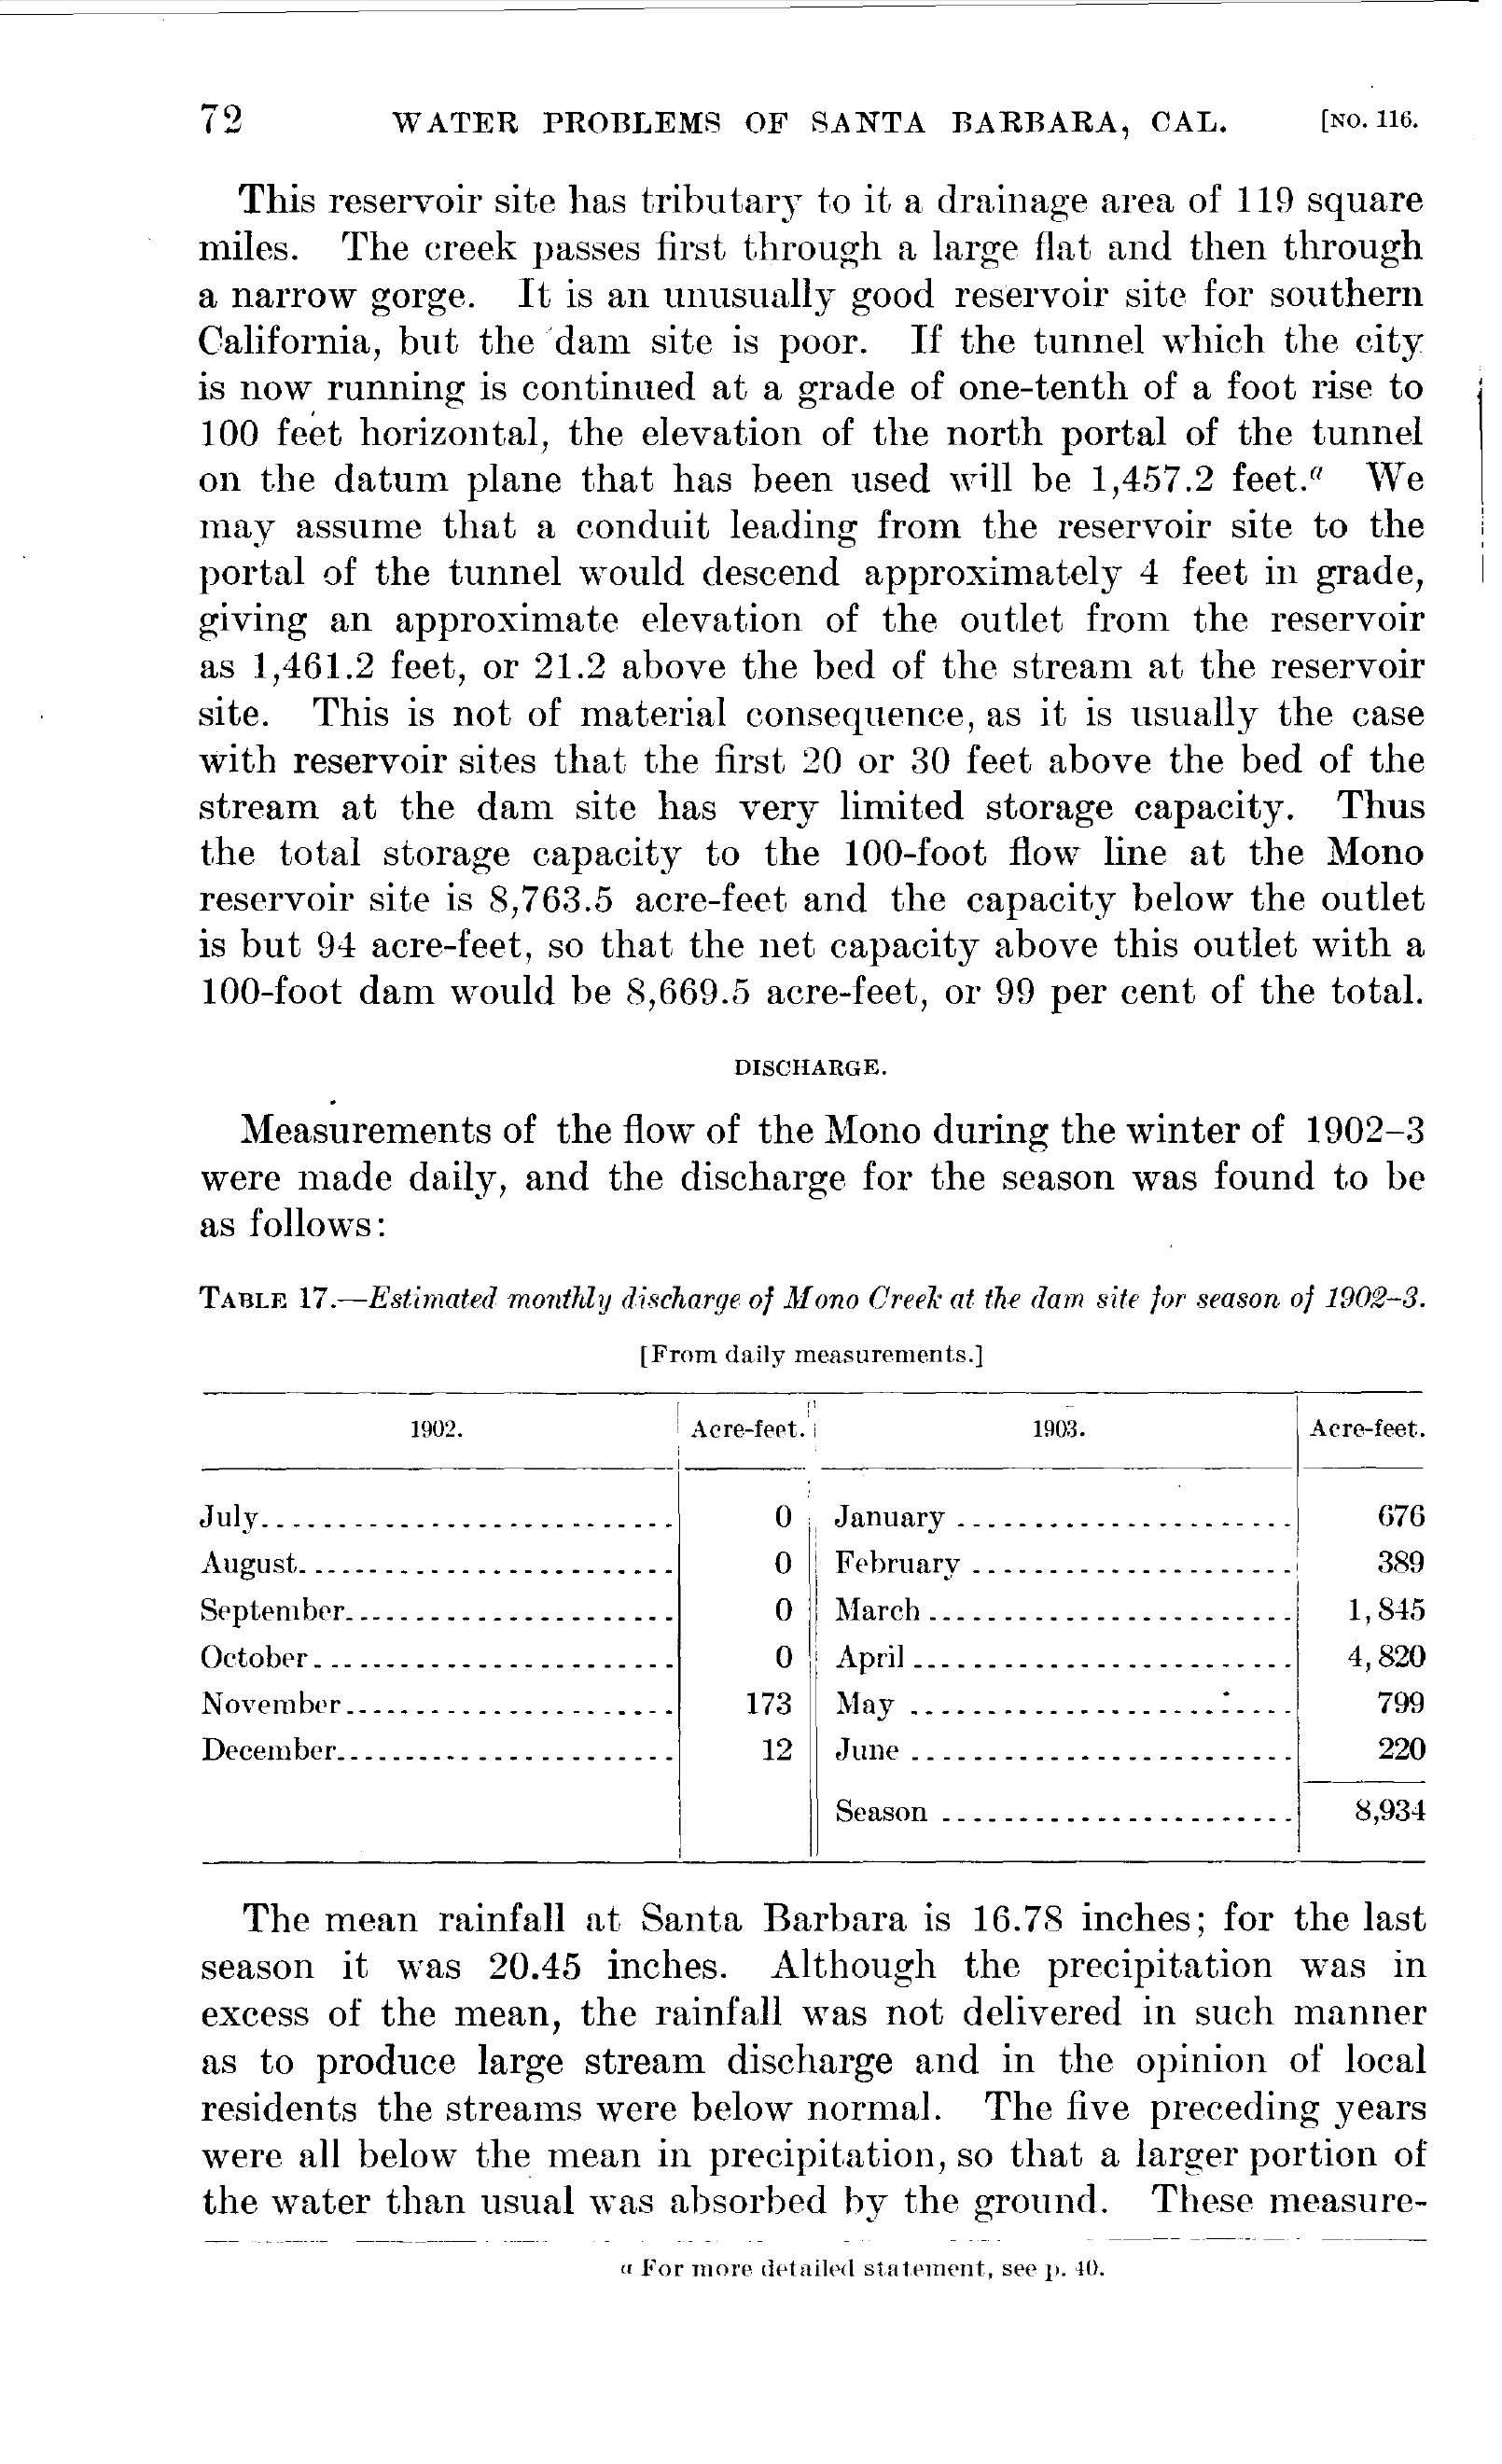 72 WATER PROBLEMS OF SANTA BARBARA, CAL. [NO. 116.
This reservoir site has tributary to it a drainage area of 119 square
miles. The creek passes first through a large flat and then through
a narrow gorge. It is an unusually good reservoir site for southern
California, but the dam site is poor. If the tunnel which the city
is now running is continued at a grade of one-tenth of a foot rise to
100 feet horizontal, the elevation of the north portal of the tunnel
on the datum plane that has been used will be 1,457.2 feet.a We
may assume that a conduit leading from the reservoir site to the
portal of the tunnel would descend approximately 4 feet in grade,
giving an approximate elevation of the outlet from the reservoir
as 1,461.2 feet, or 21.2 above the bed of the stream at the reservoir
site. This is not of material consequence, as it is usually the case
with reservoir sites that the first 20 or 30 feet above the bed of the
stream at the dam site has very limited storage capacity. Thus
the total storage capacity to the 100-foot flow line at the Mono
reservoir site is 8,763.5 acre-feet and the capacity below the outlet
is but 94 acre-feet, so that the net capacity above this outlet with a
100-foot dam would be 8,669.5 acre-feet, or 99 per cent of the total.
DISCHARGE.
Measurements of the flow of the Mono during the winter of 1902–3
were made daily, and the discharge for the season was found to be
as follows:
TABLE 17.—Estimated monthly discharge of Mono Creek at the dam site for season of 1902–3.
[From daily measurements.]
1902. Acre-feet. 1903. Acre-feet.
July 0 January 676
August 0 February 389
September 0 March 1,845
October 0 April 4,820
November 173 May 799
December 12 June 220
Season 8,934
The mean rainfall at Santa Barbara is 16.78 inches; for the last
season it was 20.45 inches. Although the precipitation was in
excess of the mean, the rainfall was not delivered in such manner
as to produce large stream discharge and in the opinion of local
residents the streams were below normal. The five preceding years
were all below the mean in precipitation, so that a larger portion of
the water than usual was absorbed by the ground. These measure-
a For more detailed statement, see p. 40.